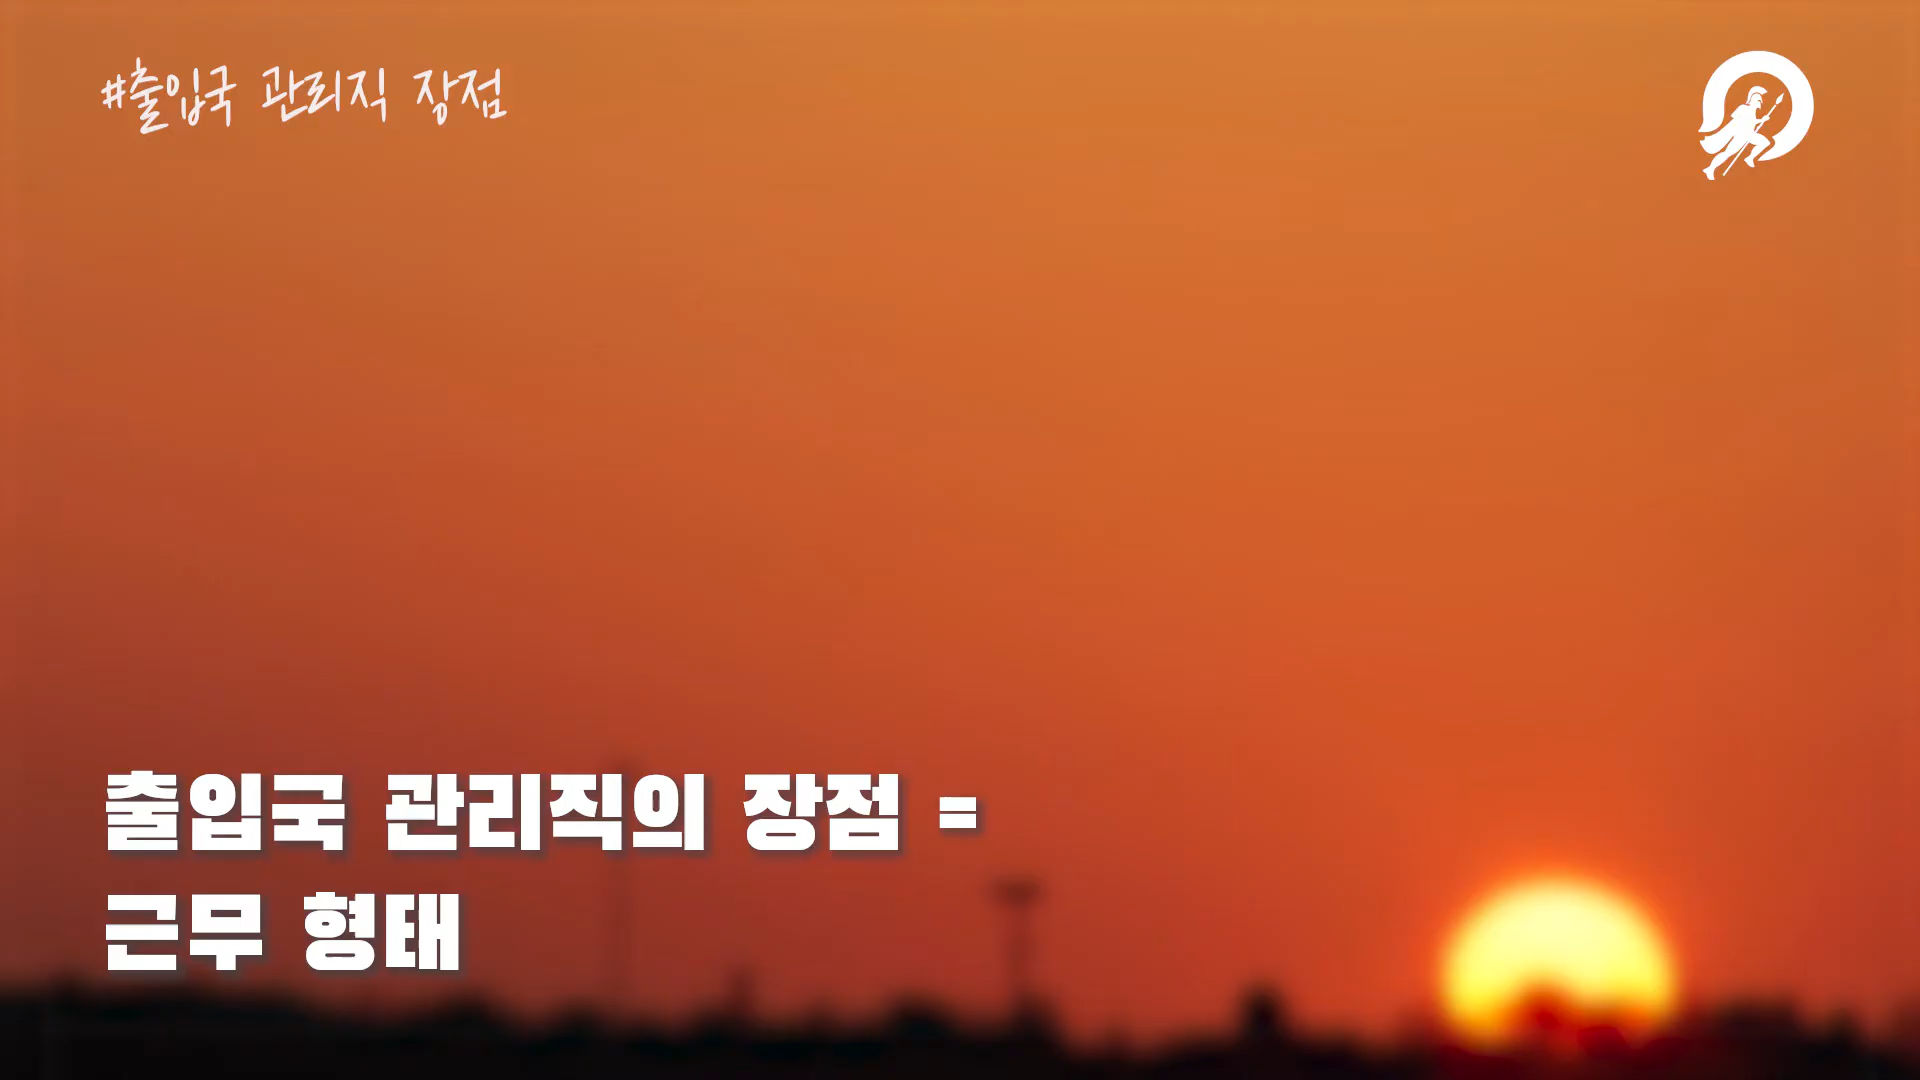 #출입국 관리직 장점
출입국 관리직의 장점 =
근무 형태